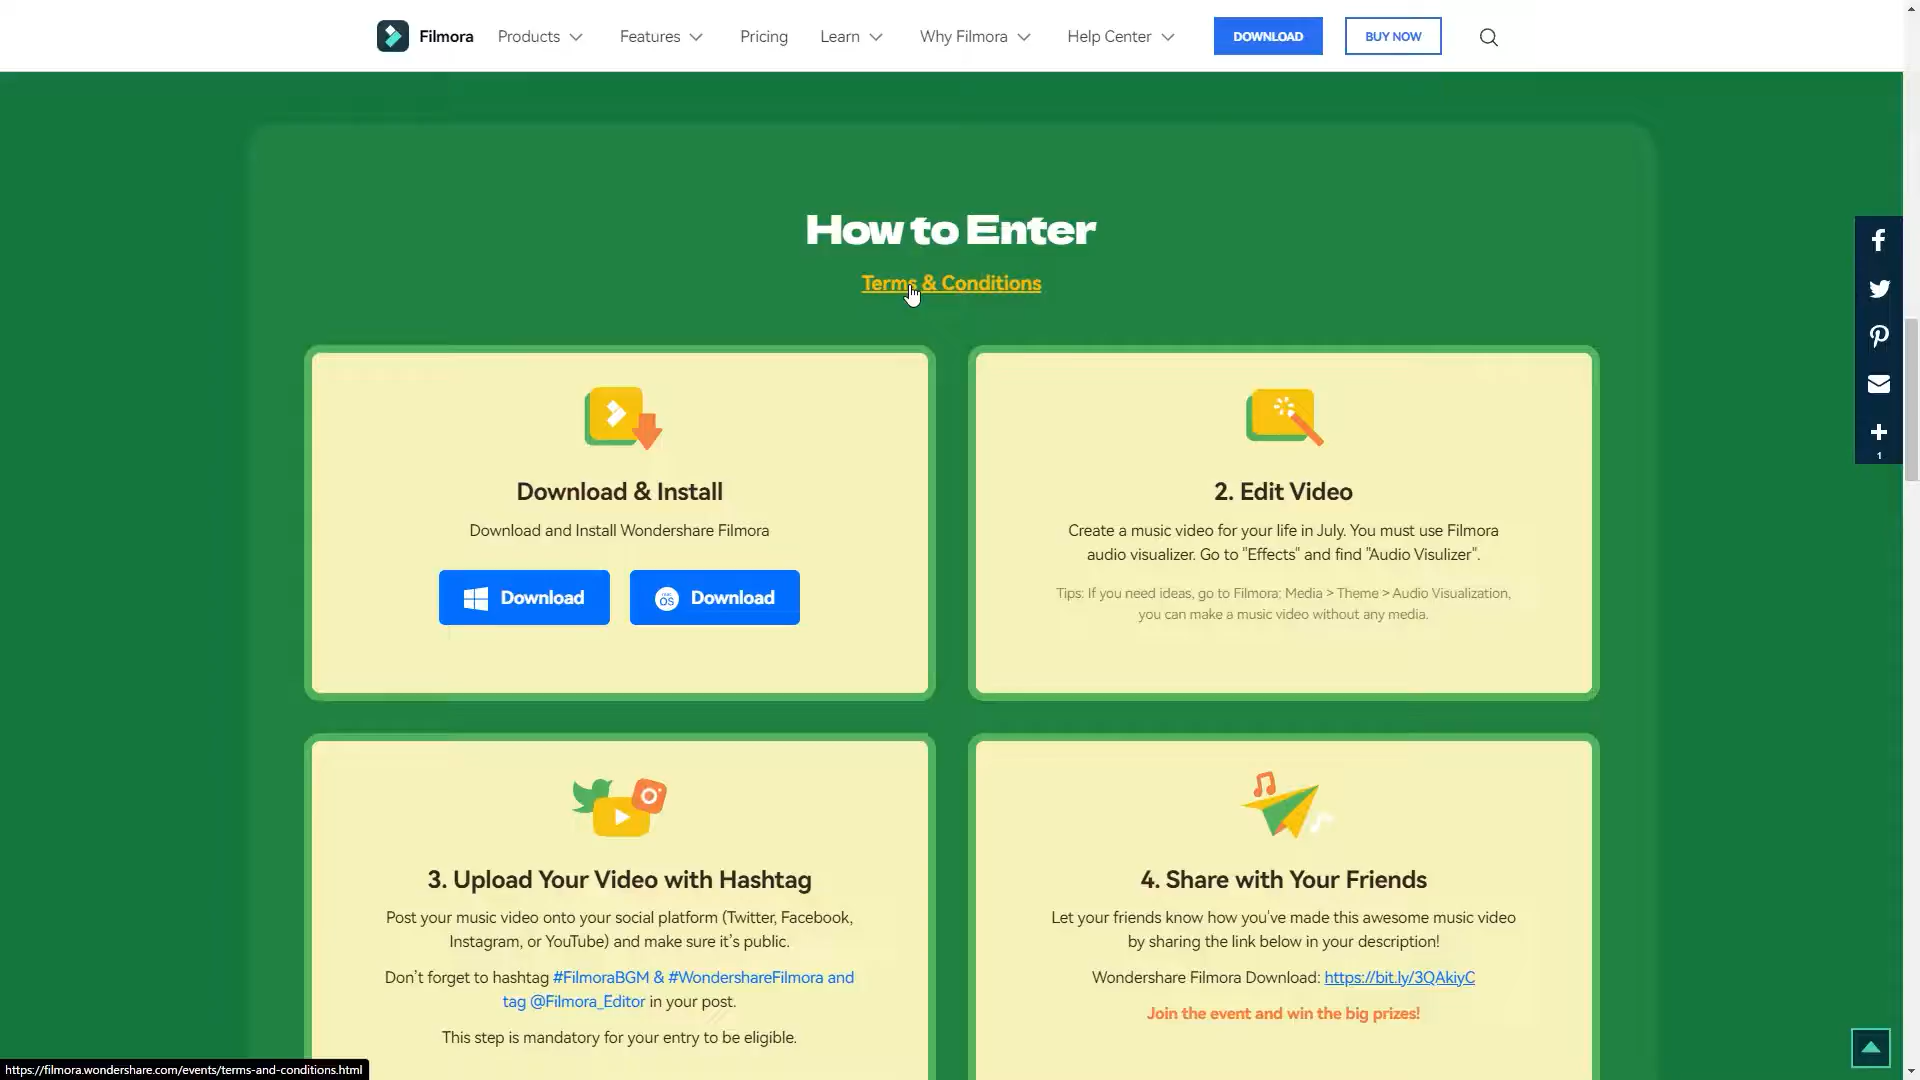 Filmora Products Features Pricing Learn Why Filmora Help Center DOWNLOAD BUY NOW
How to Enter
Terms & Conditions
Download & Install
Download and Install Wondershare Filmora
Download
macOS Download
2. Edit Video
Create a music video for your life in July. You must use Filmora
audio visualizer. Go to "Effects" and find "Audio Visulizer".
Tips: If you need ideas, go to Filmora: Media > Theme > Audio Visualization,
you can make a music video without any media.
3. Upload Your Video with Hashtag
Post your music video onto your social platform (Twitter, Facebook,
Instagram, or YouTube) and make sure it's public.
Don't forget to hashtag #FilmoraBGM & #WondershareFilmora and
tag @Filmora_Editor in your post.
This step is mandatory for your entry to be eligible.
4. Share with Your Friends
Let your friends know how you've made this awesome music video
by sharing the link below in your description!
Wondershare Filmora Download: https://bit.ly/3QAkiyC
Join the event and win the big prizes!
1
https://filmora.wondershare.com/events/terms-and-conditions.html